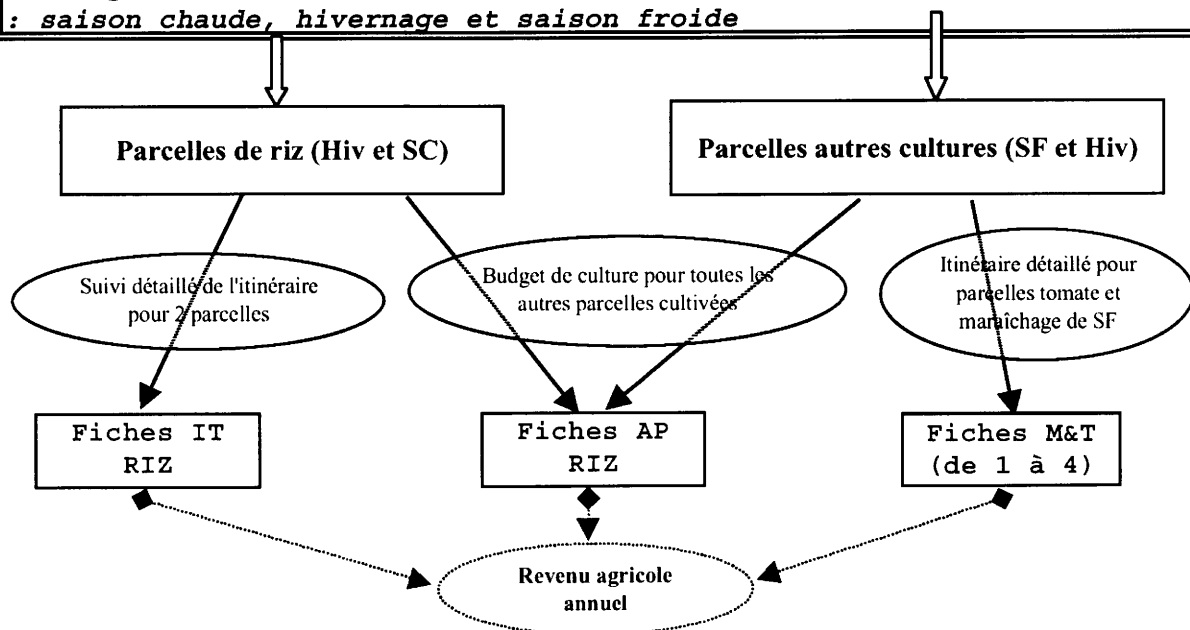 : saison chaude, hivernage et saison froide
Parcelles de riz (Hiv et SC)
Parcelles autres cultures (SF et Hiv)
Suivi détaillé de l'itinéraire
pour 2 parcelles
Budget de culture pour toutes les
autres parcelles cultivées
Itinéraire détaillé pour
parcelles tomate et
maraîchage de SF
Fiches IT
RIZ
Fiches AP
RIZ
Fiches M&T
(de 1 à 4)
Revenu agricole
annuel